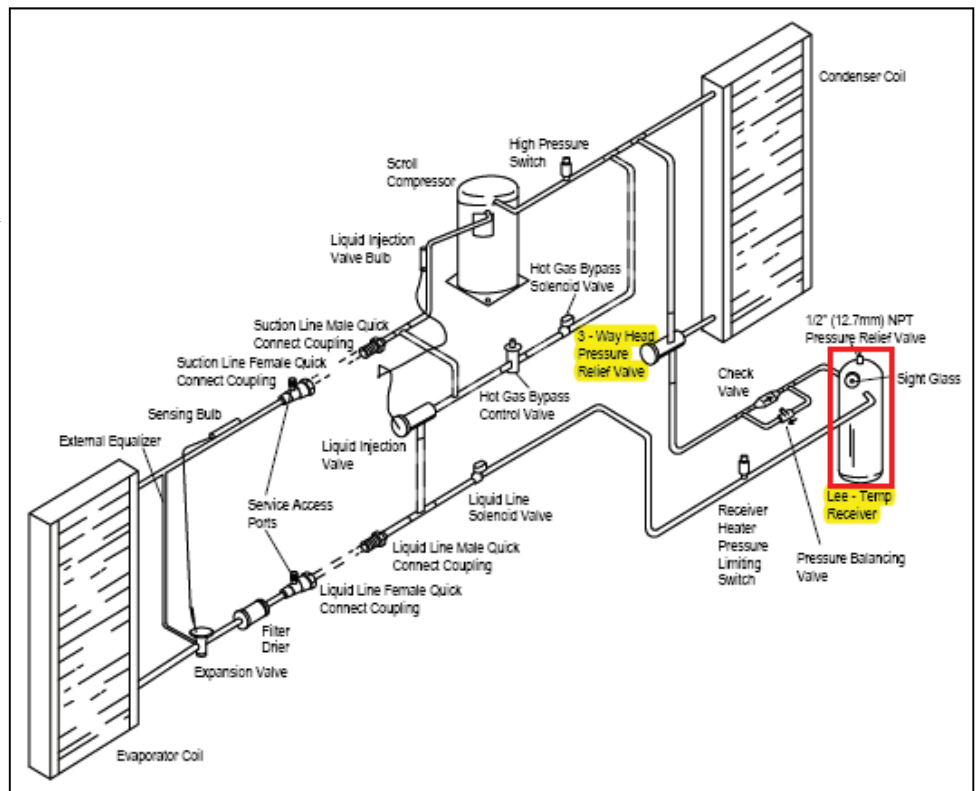 Condenser Coil
High Pressure
Switch
Scroll
Compressor
Liquid Injection
Valve Bulb
Hot Gas Bypass
Solenoid Valve
Suction Line Male Quick
Connect Coupling
3 - Way Head
Pressure
Relief Valve
1/2" (12.7mm) NPT
Pressure Relief Valve
Suction Line Female Quick
Connect Coupling
Check
Valve
Sight Glass
Sensing Bulb
Hot Gas Bypass
Control Valve
External Equalizer
Liquid Injection
Valve
Service Access
Ports
Liquid Line
Solenoid Valve
Lee - Temp
Receiver
Receiver
Heater
Pressure
Limiting
Switch
Liquid Line Male Quick
Connect Coupling
Pressure Balancing
Valve
Liquid Line Female Quick
Connect Coupling
Filter
Drier
Expansion Valve
Evaporator Coil